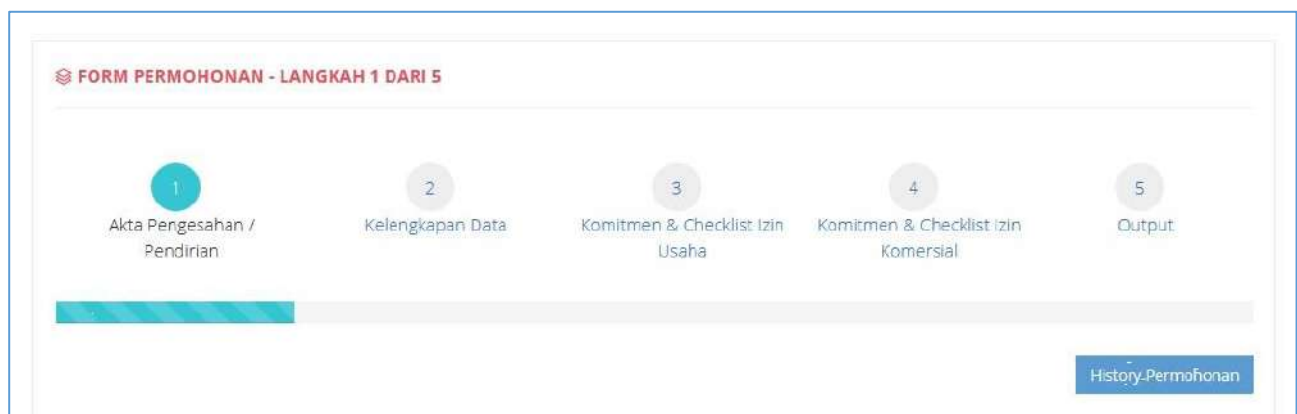 FORM PERMOHONAN - LANGKAH 1 DARI 5
1
Akta Pengesahan /
Pendirian
2
Kelengkapan Data
3
Komitmen & Checklist Izin
Usaha
4
Komitmen & Checklist Izin
Komersial
5
Output
History Permohonan